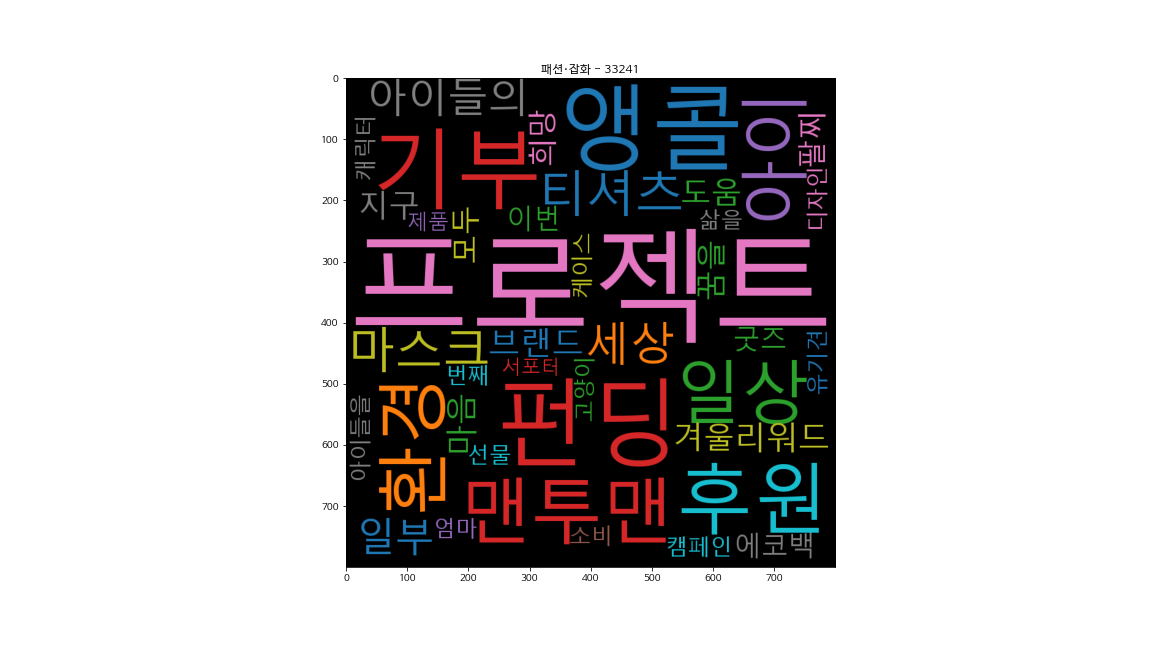 패션·잡화 - 33241
아이들의
앵콜
아이
캐릭터
기부
희망
팔찌
티셔츠
도움
디자인
지구
제품
모두
이번
삶을
프로젝트
케이스
꿈을
마스크
브랜드
세상
굿즈
유기견
번째
서포터
고양이
환경
아이들을
마음
펀딩
일상
겨울
리워드
선물
맨투맨
후원
일부
엄마
소비
캠페인
에코백
0
100
200
300
400
500
600
700
0
100
200
300
400
500
600
700